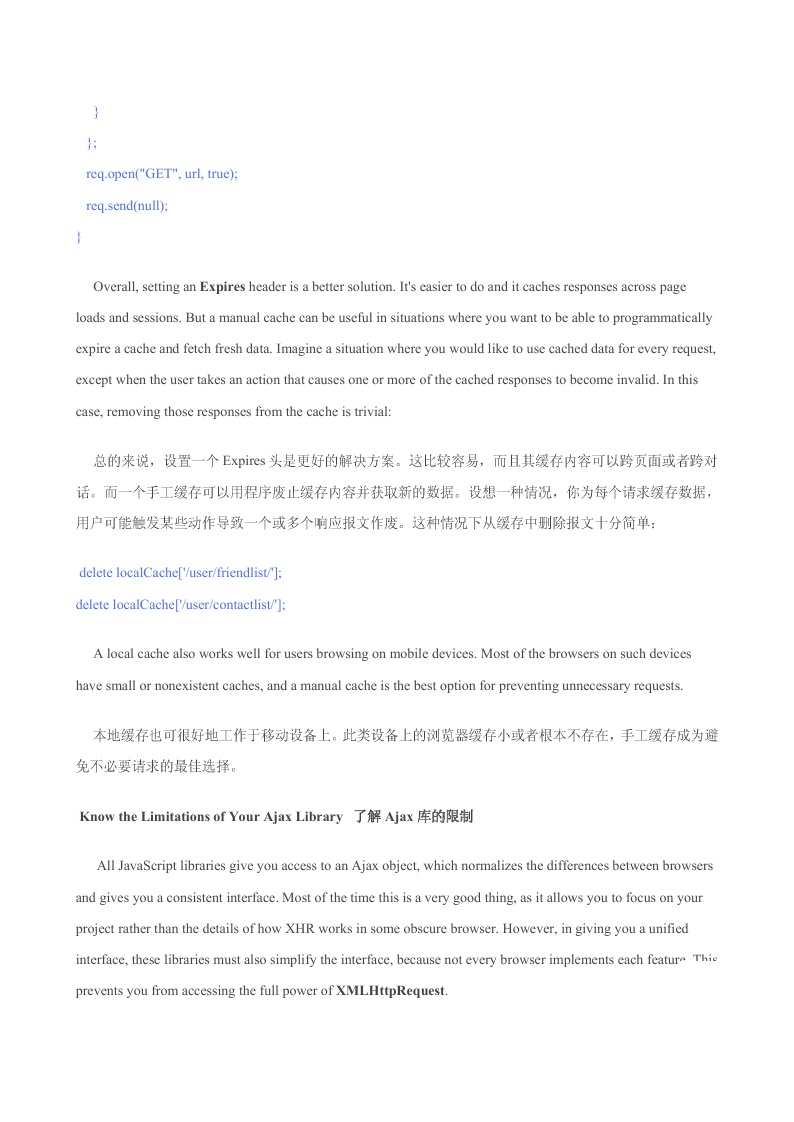 }
};
req.open("GET", url, true);
req.send(null);
}
Overall, setting an Expires header is a better solution. It's easier to do and it caches responses across page
loads and sessions. But a manual cache can be useful in situations where you want to be able to programmatically
expire a cache and fetch fresh data. Imagine a situation where you would like to use cached data for every request,
except when the user takes an action that causes one or more of the cached responses to become invalid. In this
case, removing those responses from the cache is trivial:
总的来说，设置一个 Expires 头是更好的解决方案。这比较容易，而且其缓存内容可以跨页面或者跨对
话。而一个手工缓存可以用程序废止缓存内容并获取新的数据。设想一种情况，你为每个请求缓存数据，
用户可能触发某些动作导致一个或多个响应报文作废。这种情况下从缓存中删除报文十分简单：
delete localCache['/user/friendlist/'];
delete localCache['/user/contactlist/'];
A local cache also works well for users browsing on mobile devices. Most of the browsers on such devices
have small or nonexistent caches, and a manual cache is the best option for preventing unnecessary requests.
本地缓存也可很好地工作于移动设备上。此类设备上的浏览器缓存小或者根本不存在，手工缓存成为避
免不必要请求的最佳选择。
Know the Limitations of Your Ajax Library 了解 Ajax 库的限制
All JavaScript libraries give you access to an Ajax object, which normalizes the differences between browsers
and gives you a consistent interface. Most of the time this is a very good thing, as it allows you to focus on your
project rather than the details of how XHR works in some obscure browser. However, in giving you a unified
interface, these libraries must also simplify the interface, because not every browser implements each feature. This
prevents you from accessing the full power of XMLHttpRequest.